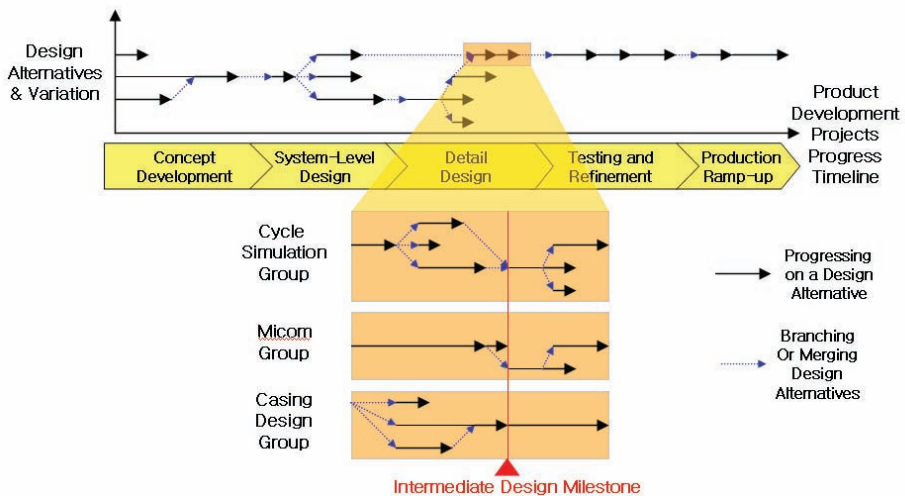 Design
Alternatives
& Variation
Product
Development
Projects
Progress
Timeline
Concept
Development
System-Level
Design
Detail
Design
Testing and
Refinement
Production
Ramp-up
Cycle
Simulation
Group
Micom
Group
Casing
Design
Group
Progressing
on a Design
Alternative
Branching
Or Merging
Design
Alternatives
Intermediate Design Milestone